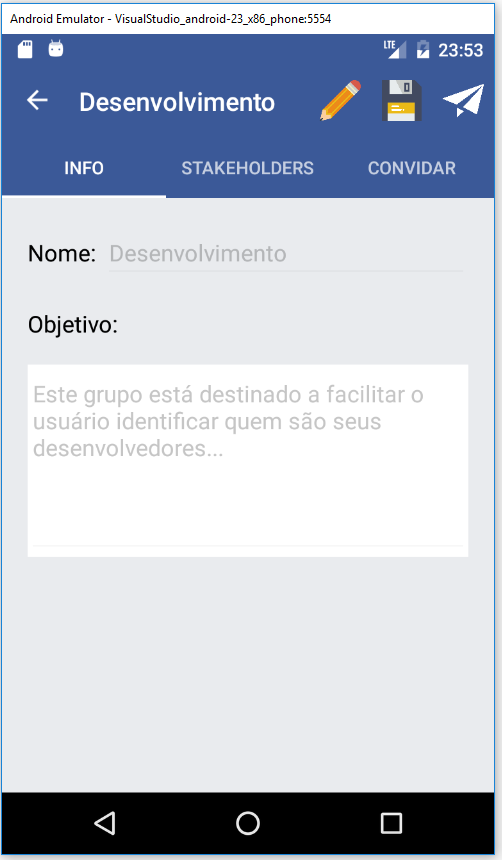 Android Emulator - VisualStudio_android-23_x86_phone:5554
LTE 23:53
Desenvolvimento
INFO STAKEHOLDERS CONVIDAR
Nome: Desenvolvimento
Objetivo:
Este grupo está destinado a facilitar o
usuário identificar quem são seus
desenvolvedores...